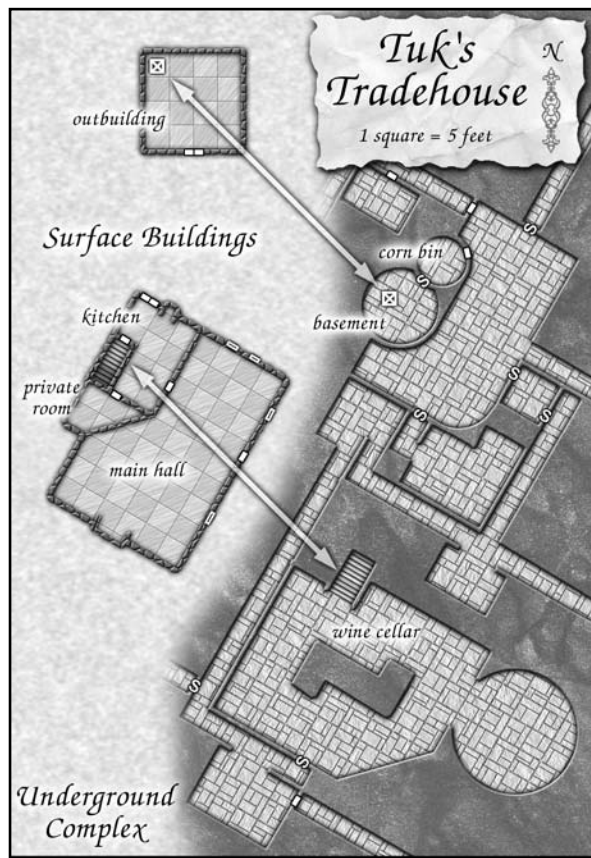 Tuk's
Tradehouse
1 square = 5 feet
N
outbuilding
Surface Buildings
corn bin
S
S
basement
kitchen
S
private
room
S
S
main hall
wine cellar
S
S
Underground
Complex